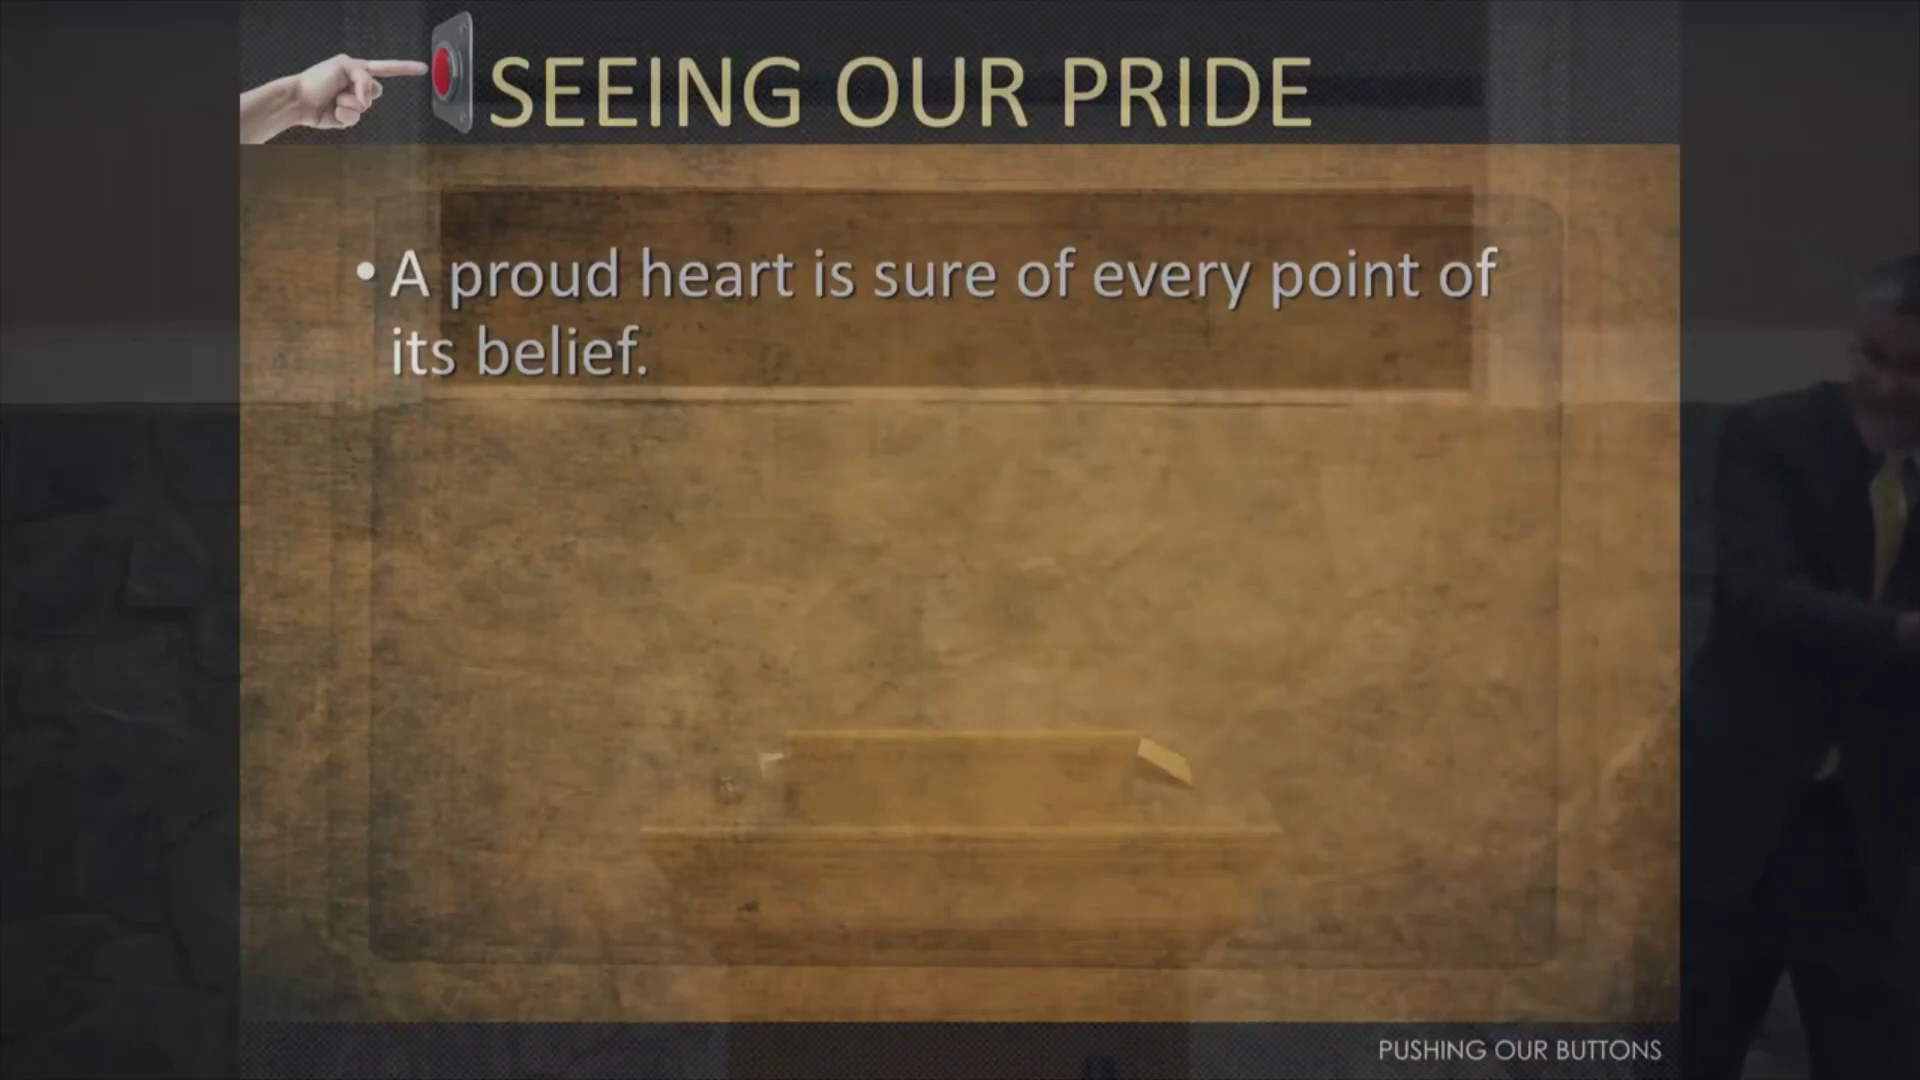 SEEING OUR PRIDE
• A proud heart is sure of every point of
its belief.
PUSHING OUR BUTTONS